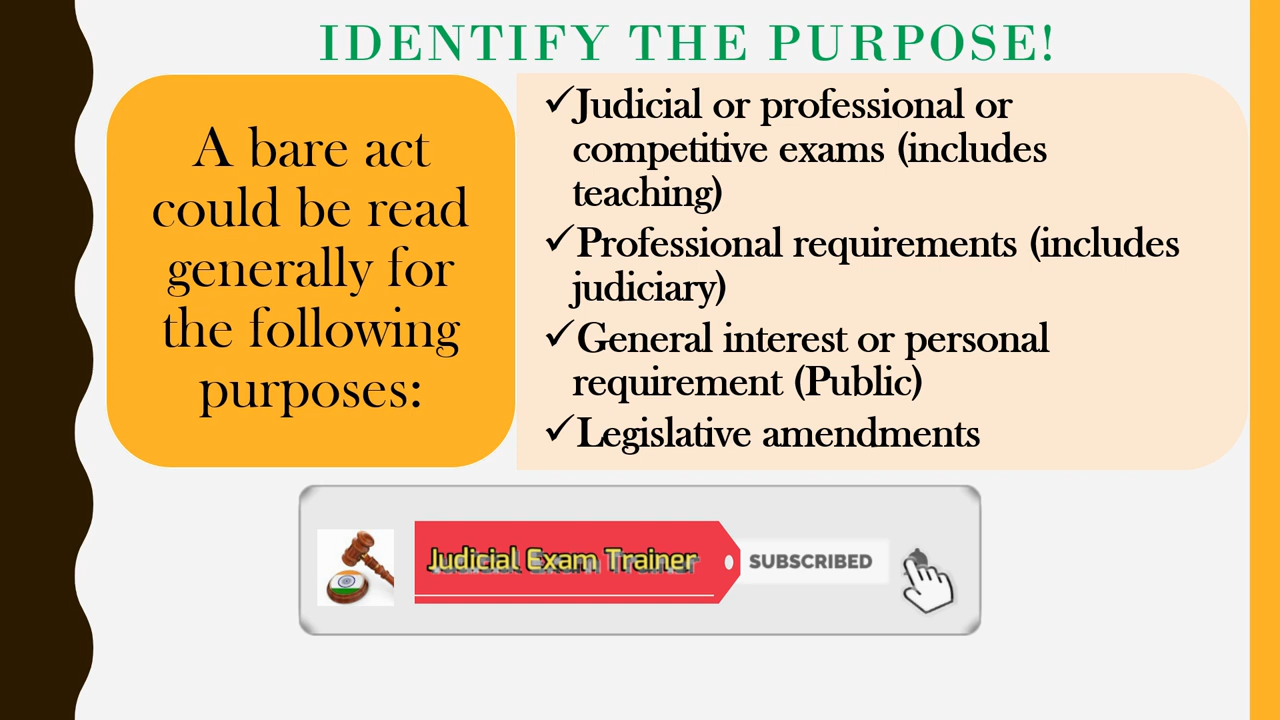 IDENTIFY THE PURPOSE!
A bare act
could be read
generally for
the following
purposes:
✓Judicial or professional or
competitive exams (includes
teaching)
✓Professional requirements (includes
judiciary)
✓General interest or personal
requirement (Public)
✓Legislative amendments
Judicial Exam Trainer
SUBSCRIBED